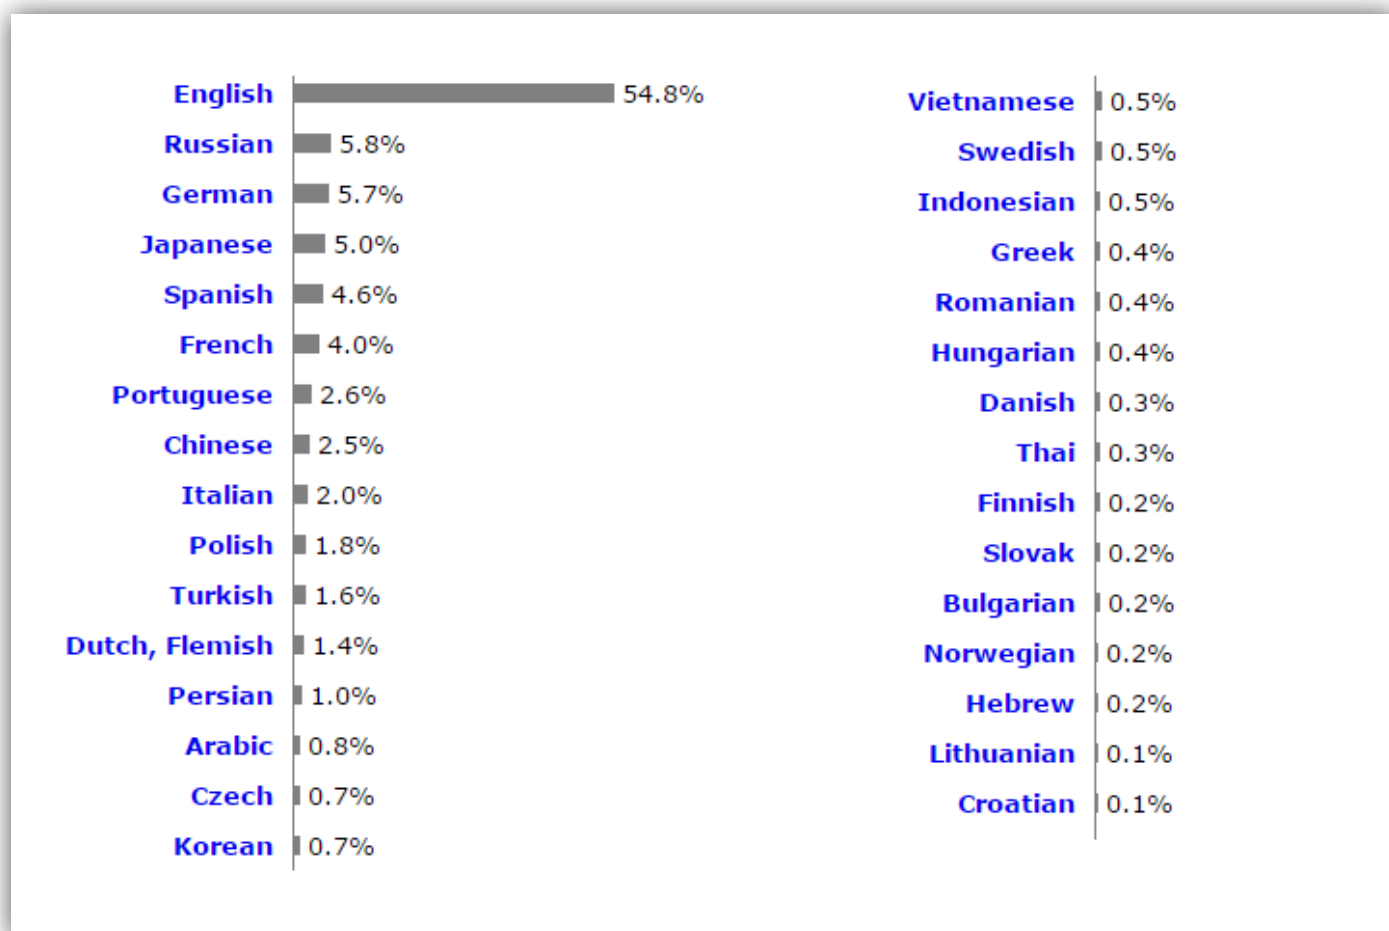 English 54.8%
Russian 5.8%
German 5.7%
Japanese 5.0%
Spanish 4.6%
French 4.0%
Portuguese 2.6%
Chinese 2.5%
Italian 2.0%
Polish 1.8%
Turkish 1.6%
Dutch, Flemish 1.4%
Persian 1.0%
Arabic 0.8%
Czech 0.7%
Korean 0.7%
Vietnamese 0.5%
Swedish 0.5%
Indonesian 0.5%
Greek 0.4%
Romanian 0.4%
Hungarian 0.4%
Danish 0.3%
Thai 0.3%
Finnish 0.2%
Slovak 0.2%
Bulgarian 0.2%
Norwegian 0.2%
Hebrew 0.2%
Lithuanian 0.1%
Croatian 0.1%